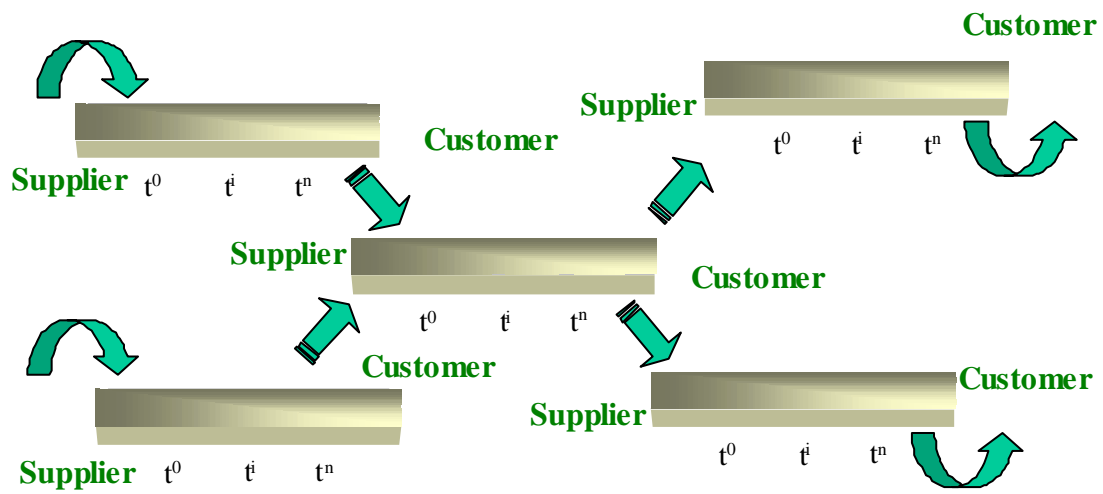 Customer
Supplier
t⁰ tⁱ tⁿ
Customer
Supplier t⁰ tⁱ tⁿ
Supplier
Customer
t⁰ tⁱ tⁿ
Customer
Supplier t⁰ tⁱ tⁿ
Customer
Supplier
t⁰ tⁱ tⁿ